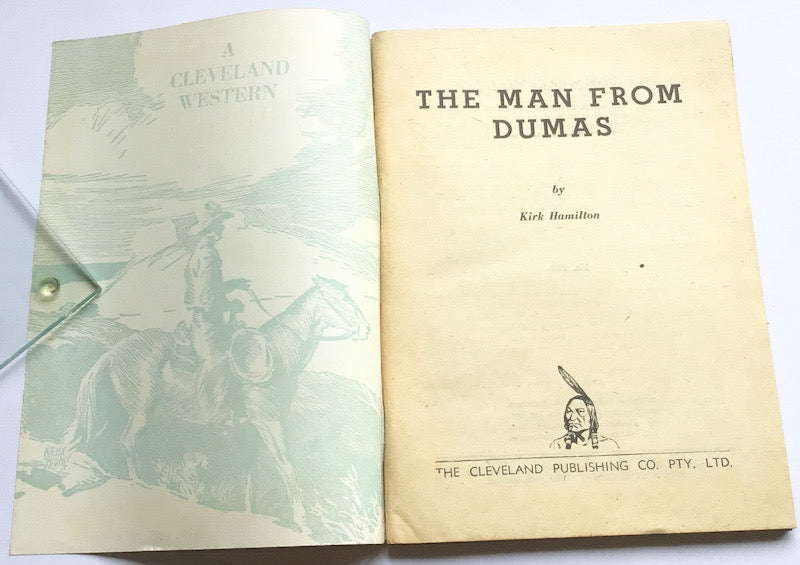 A
CLEVELAND
WESTERN
THE MAN FROM
DUMAS
by
Kirk Hamilton
THE CLEVELAND PUBLISHING CO. PTY. LTD.